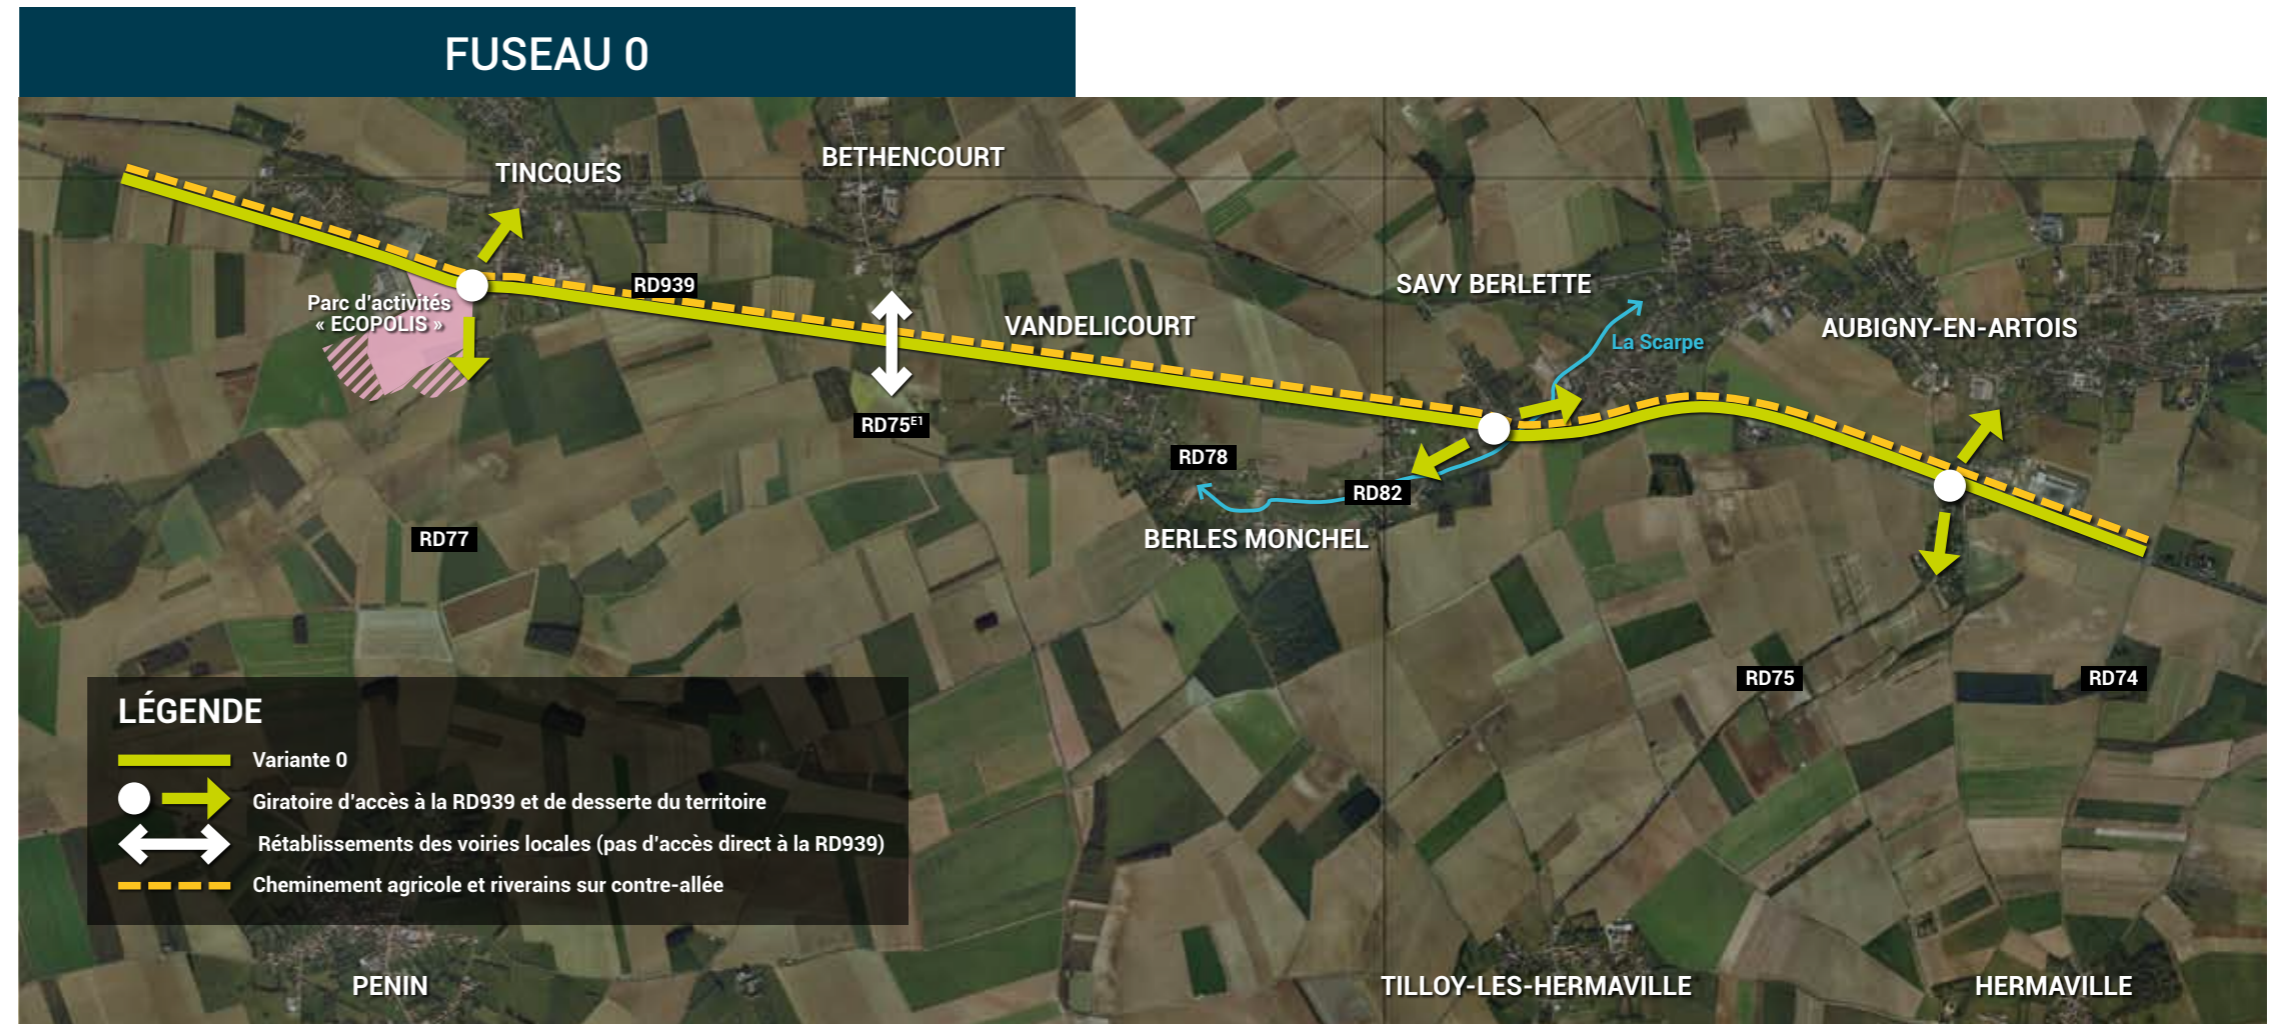 FUSEAU 0
TINCQUES
BETHENCOURT
RD939
Parc d'activités
« ECOPOLIS »
VANDELICOURT
SAVY BERLETTE
La Scarpe
AUBIGNY-EN-ARTOIS
RD75E1
RD78
RD82
BERLES MONCHEL
RD77
RD75
RD74
LÉGENDE
Variante 0
Giratoire d'accès à la RD939 et de desserte du territoire
Rétablissements des voiries locales (pas d'accès direct à la RD939)
Cheminement agricole et riverains sur contre-allée
PENIN
TILLOY-LES-HERMAVILLE
HERMAVILLE